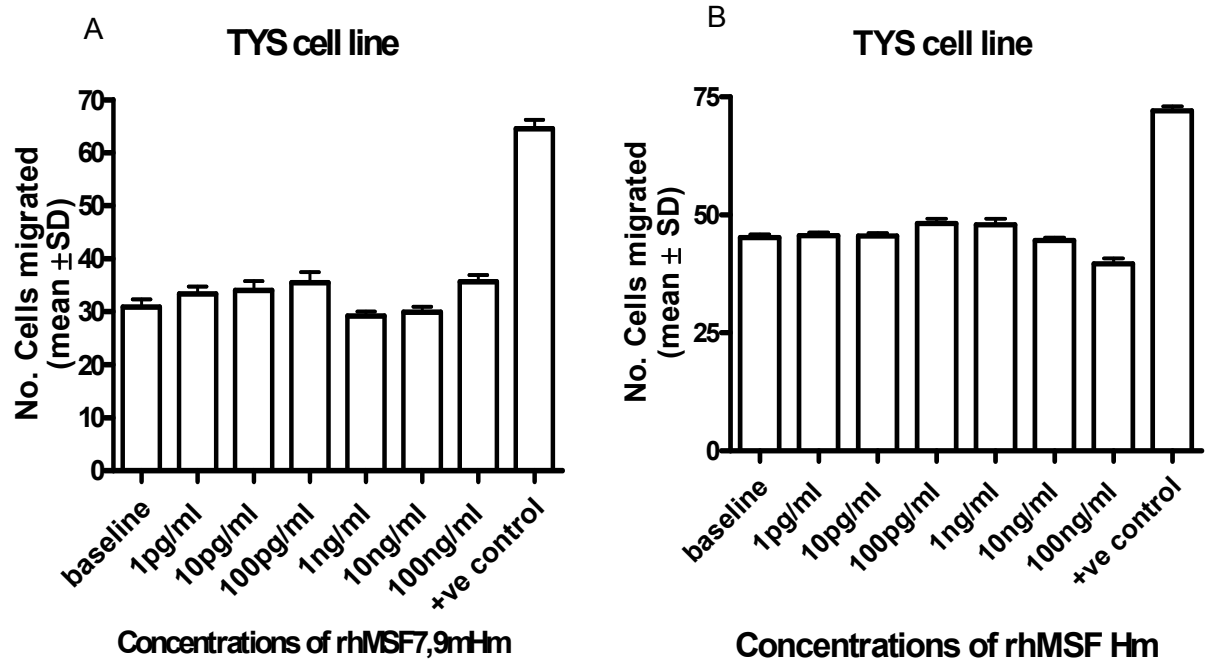 A
TYS cell line
No. Cells migrated
(mean ±SD)
70
60
50
40
30
20
10
0
baseline
1pg/ml
10pg/ml
100pg/ml
1ng/ml
10ng/ml
100ng/ml
+ve control
Concentrations of rhMSF7,9mHm
B
TYS cell line
No. Cells migrated
(mean ± SD)
75
50
25
0
baseline
1pg/ml
10pg/ml
100pg/ml
1ng/ml
10ng/ml
100ng/ml
+ve control
Concentrations of rhMSF Hm